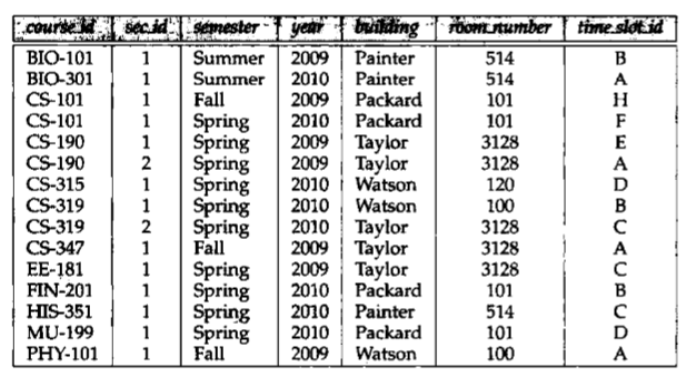 course_id sec_id semester year building room_number time_slot_id
BIO-101 1 Summer 2009 Painter 514 B
BIO-301 1 Summer 2010 Painter 514 A
CS-101 1 Fall 2009 Packard 101 H
CS-101 1 Spring 2010 Packard 101 F
CS-190 1 Spring 2009 Taylor 3128 E
CS-190 2 Spring 2009 Taylor 3128 A
CS-315 1 Spring 2010 Watson 120 D
CS-319 1 Spring 2010 Watson 100 B
CS-319 2 Spring 2010 Taylor 3128 C
CS-347 1 Fall 2009 Taylor 3128 A
EE-181 1 Spring 2009 Taylor 3128 C
FIN-201 1 Spring 2010 Packard 101 B
HIS-351 1 Spring 2010 Painter 514 C
MU-199 1 Spring 2010 Packard 101 D
PHY-101 1 Fall 2009 Watson 100 A